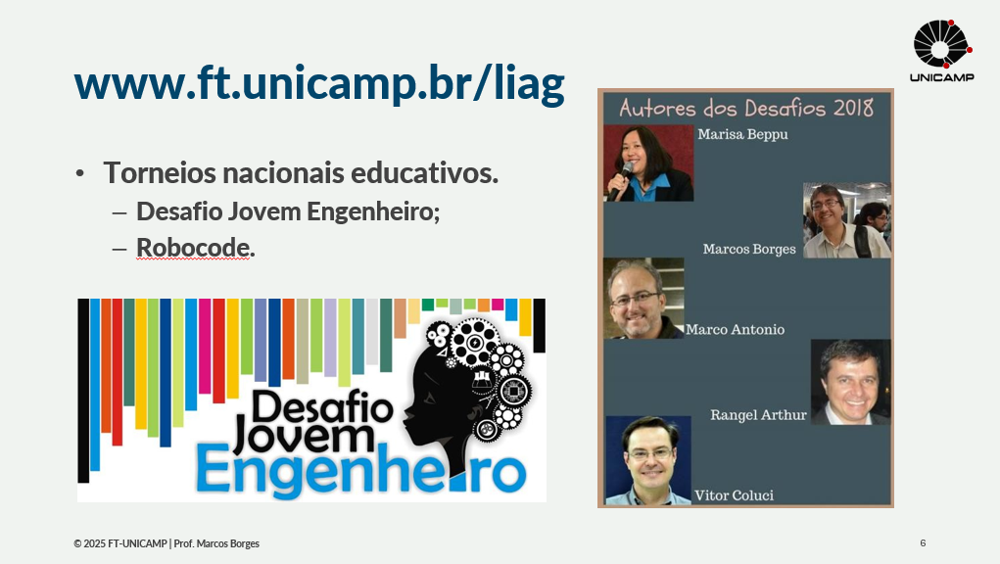 www.ft.unicamp.br/liag
UNICAMP
• Torneios nacionais educativos.
– Desafio Jovem Engenheiro;
– Robocode.
Desafio
Jovem
Engenheiro
Autores dos Desafios 2018
Marisa Beppu
Marcos Borges
Marco Antonio
Rangel Arthur
Vitor Coluci
© 2025 FT-UNICAMP | Prof. Marcos Borges
6